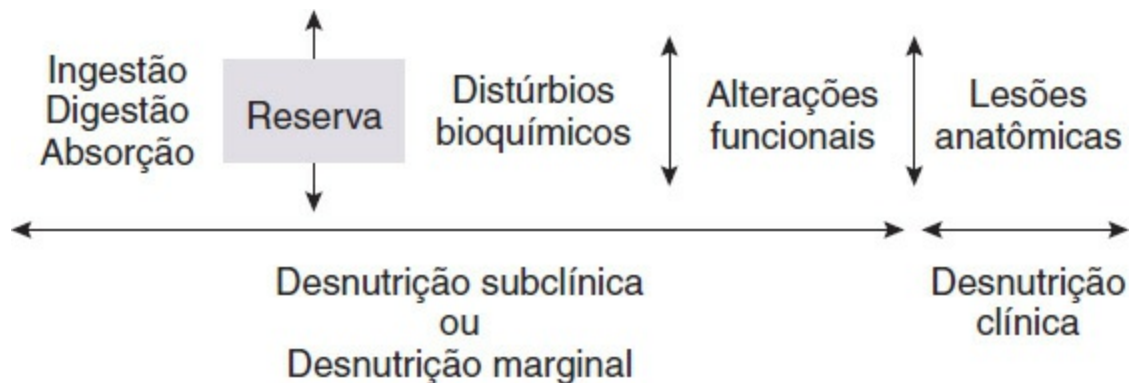 Ingestão
Digestão
Absorção
Reserva
Distúrbios
bioquímicos
Alterações
funcionais
Lesões
anatômicas
Desnutrição subclínica
ou
Desnutrição marginal
Desnutrição
clínica